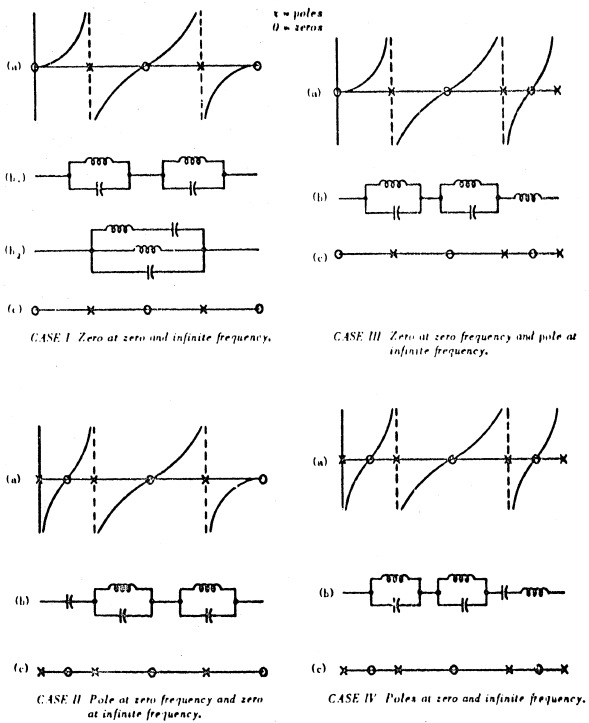 x = poles
0 = zeros
(a)
(b₁)
(b₂)
(c)
CASE I Zero at zero and infinite frequency.
(a)
(b)
(c)
CASE III Zero at zero frequency and pole at
infinite frequency.
(a)
(b)
(c)
CASE II Pole at zero frequency and zero
at infinite frequency.
(a)
(b)
(c)
CASE IV Poles at zero and infinite frequency.